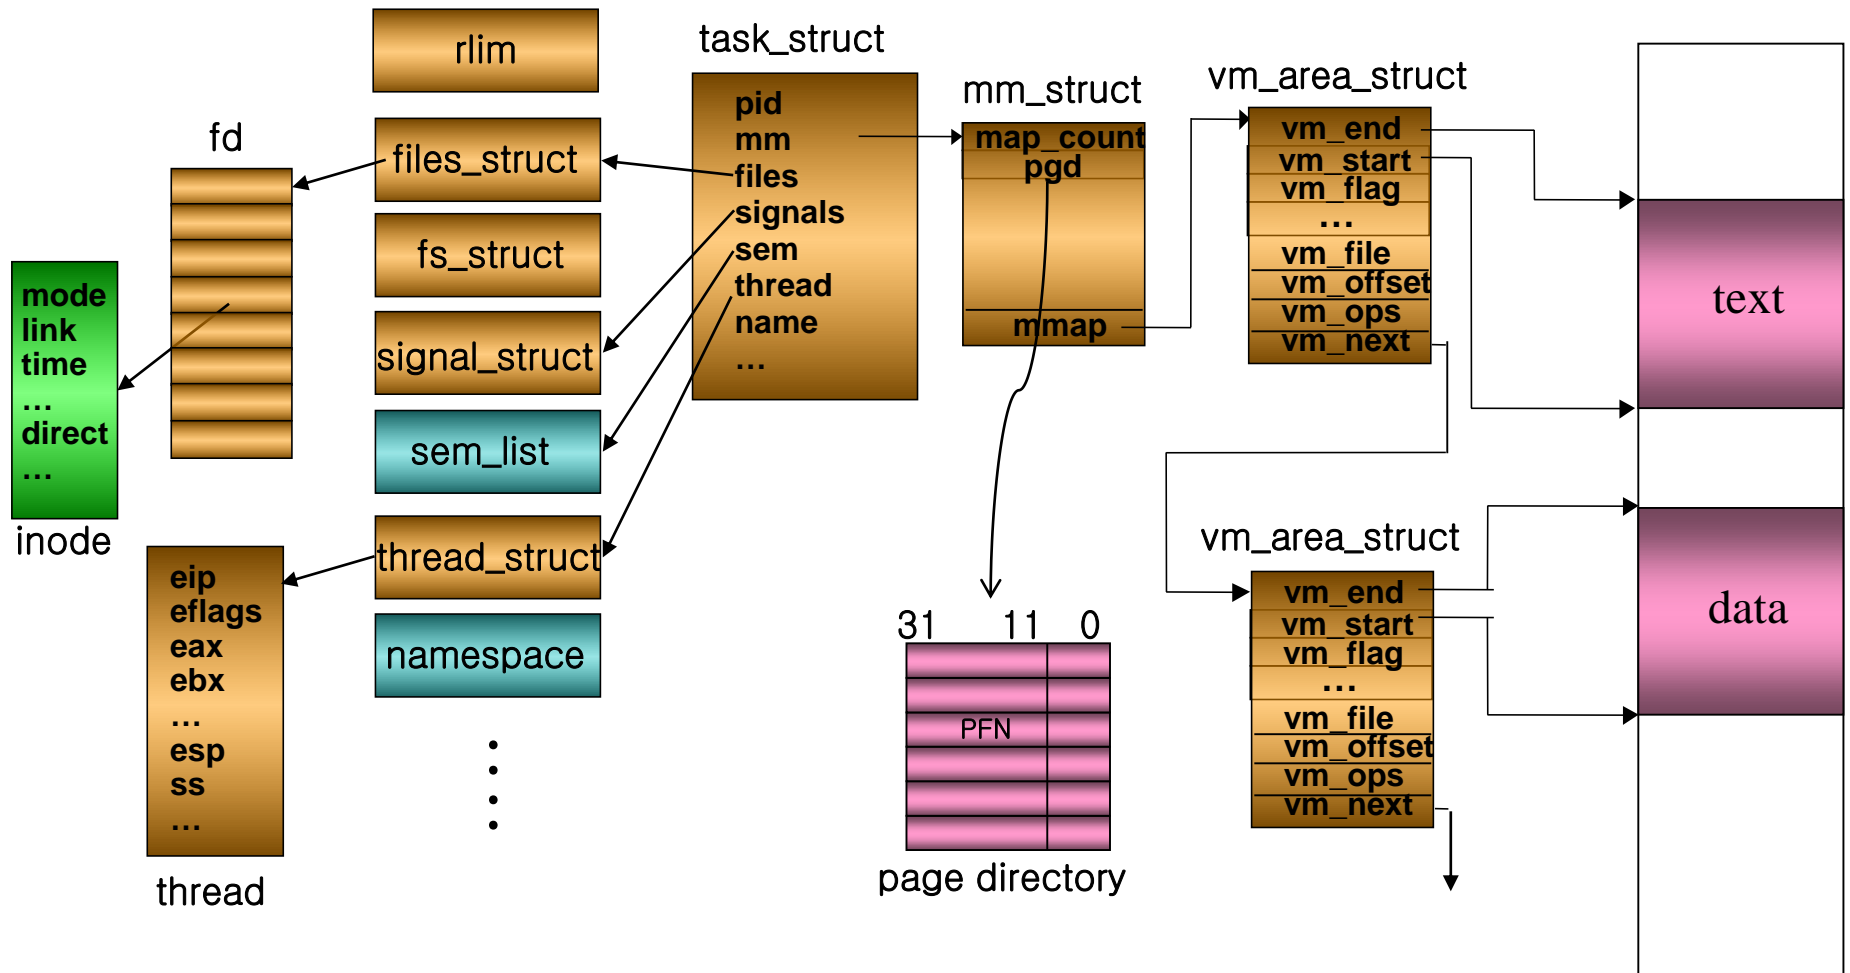 rlim
files_struct
fs_struct
signal_struct
sem_list
thread_struct
namespace
fd
mode
link
time
...
direct
...
inode
eip
eflags
eax
ebx
...
esp
ss
...
thread
task_struct
pid
mm
files
signals
sem
thread
name
...
mm_struct
map_count
pgd
mmap
31 11 0
PFN
page directory
vm_area_struct
vm_end
vm_start
vm_flag
...
vm_file
vm_offset
vm_ops
vm_next
vm_area_struct
vm_end
vm_start
vm_flag
...
vm_file
vm_offset
vm_ops
vm_next
text
data